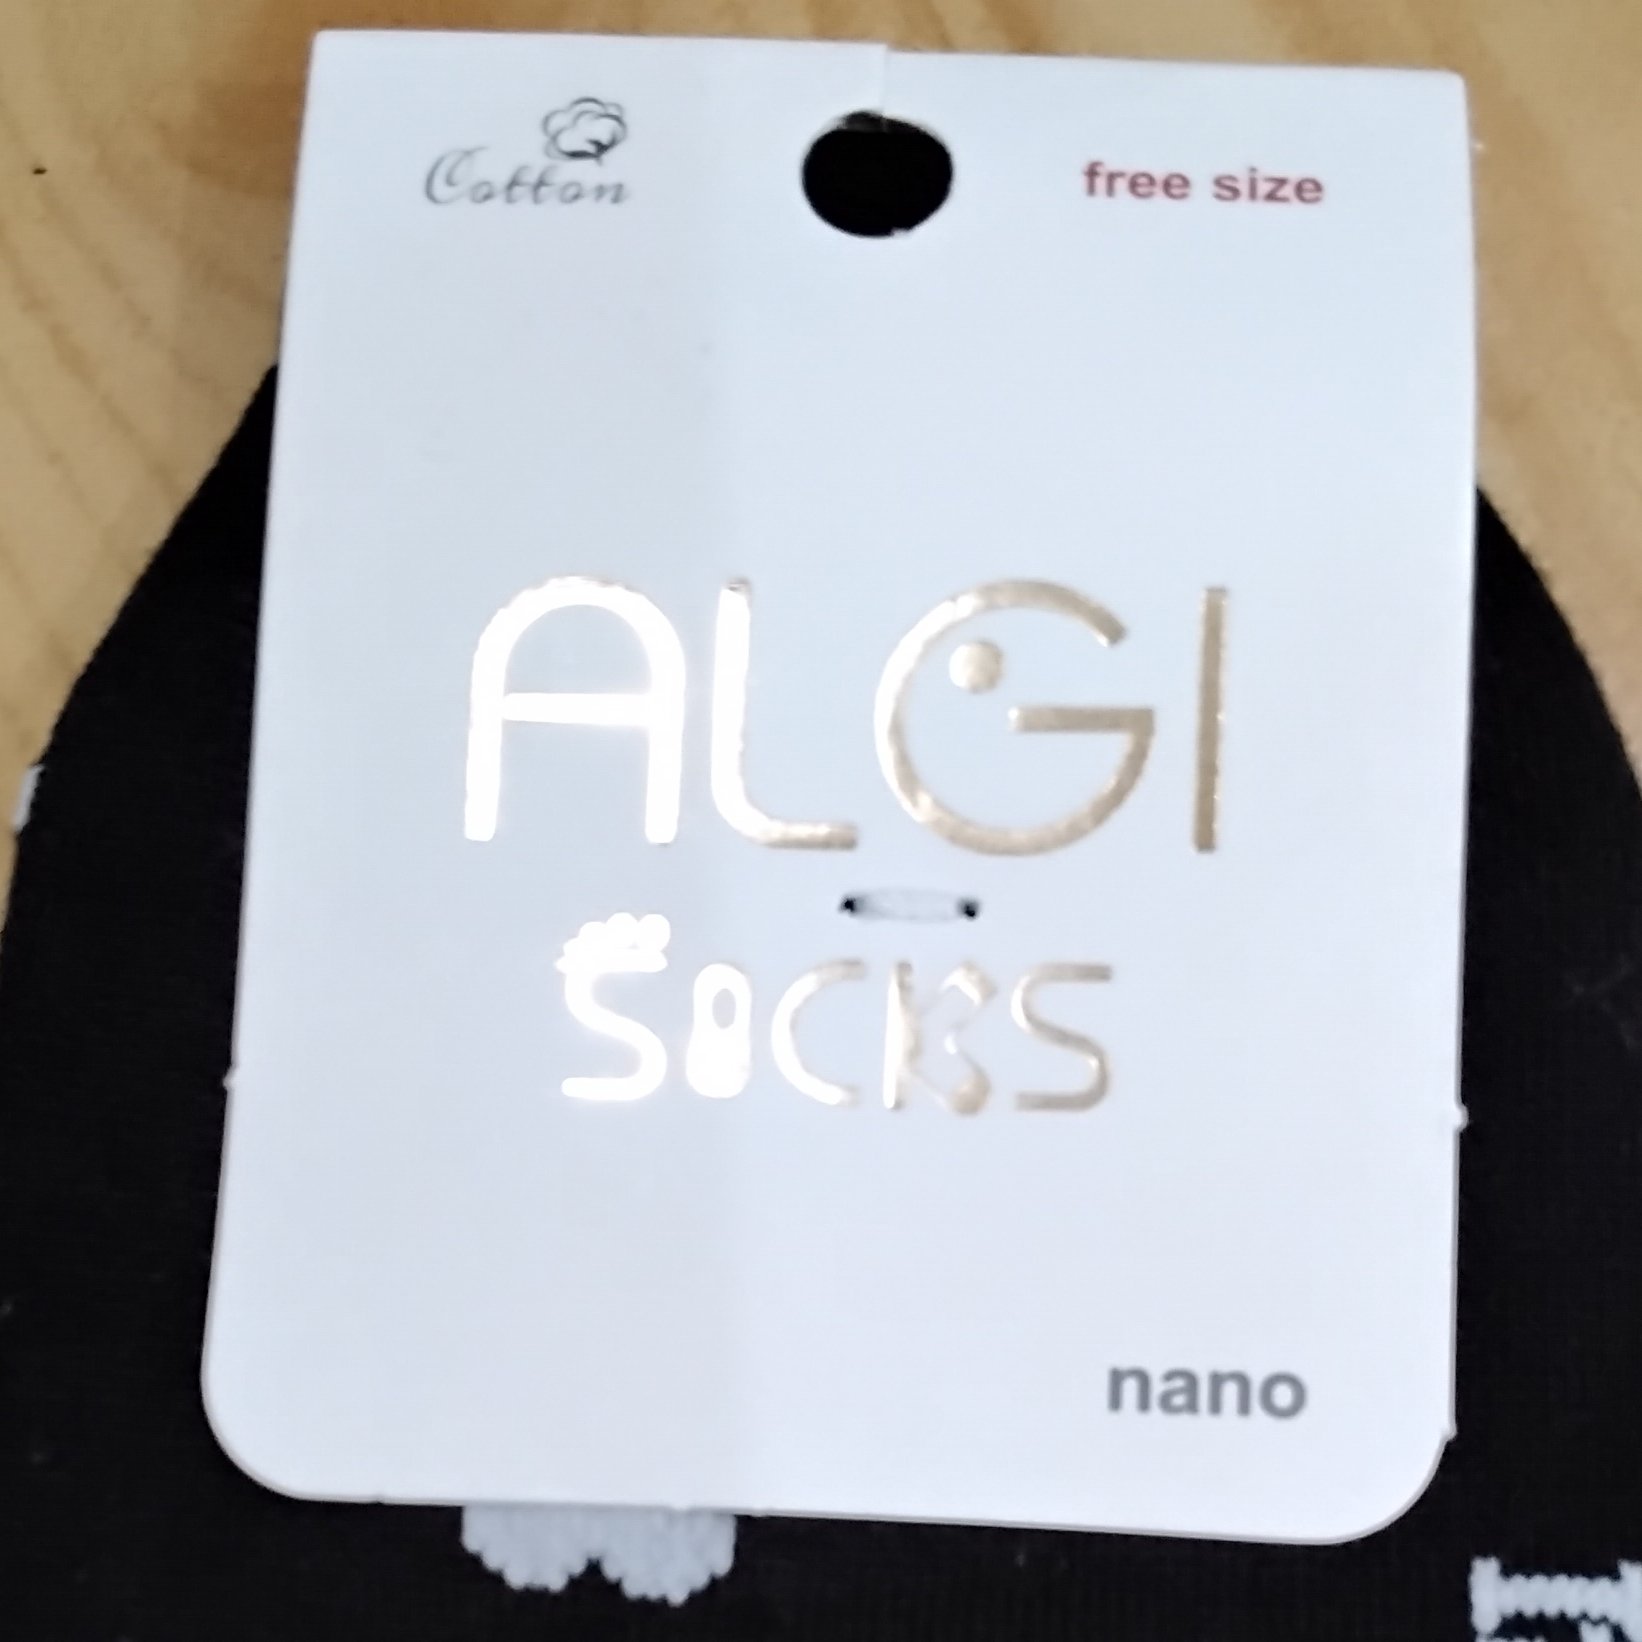 Cotton
free size
ALGI
SOCKS
nano